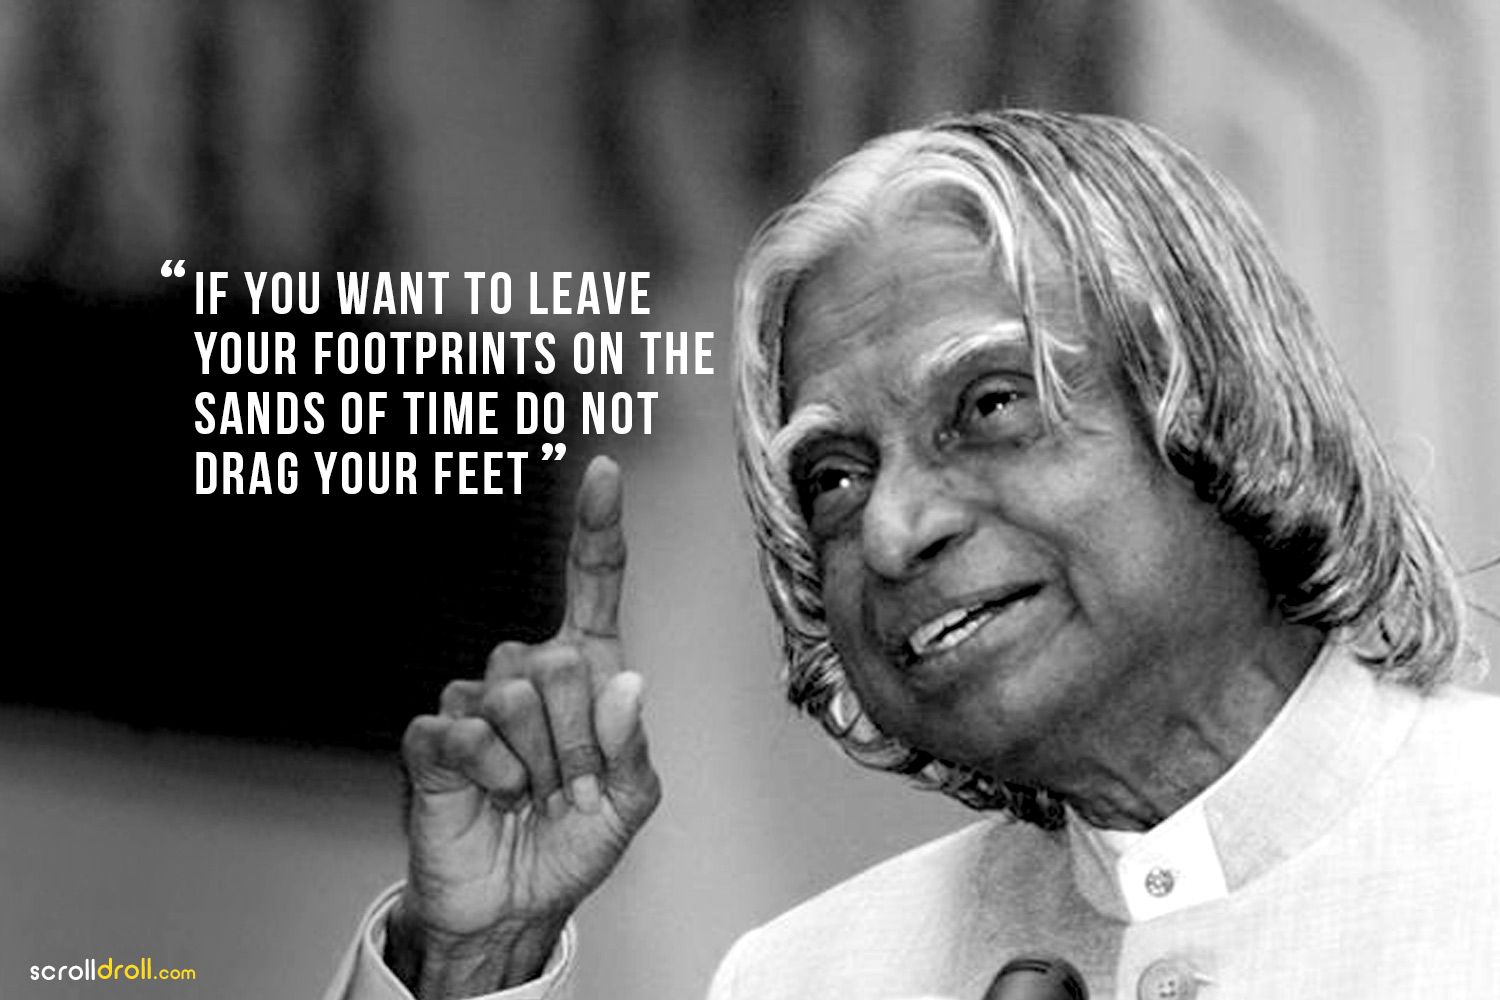 “ IF YOU WANT TO LEAVE
YOUR FOOTPRINTS ON THE
SANDS OF TIME DO NOT
DRAG YOUR FEET ”
scrolldroll.com